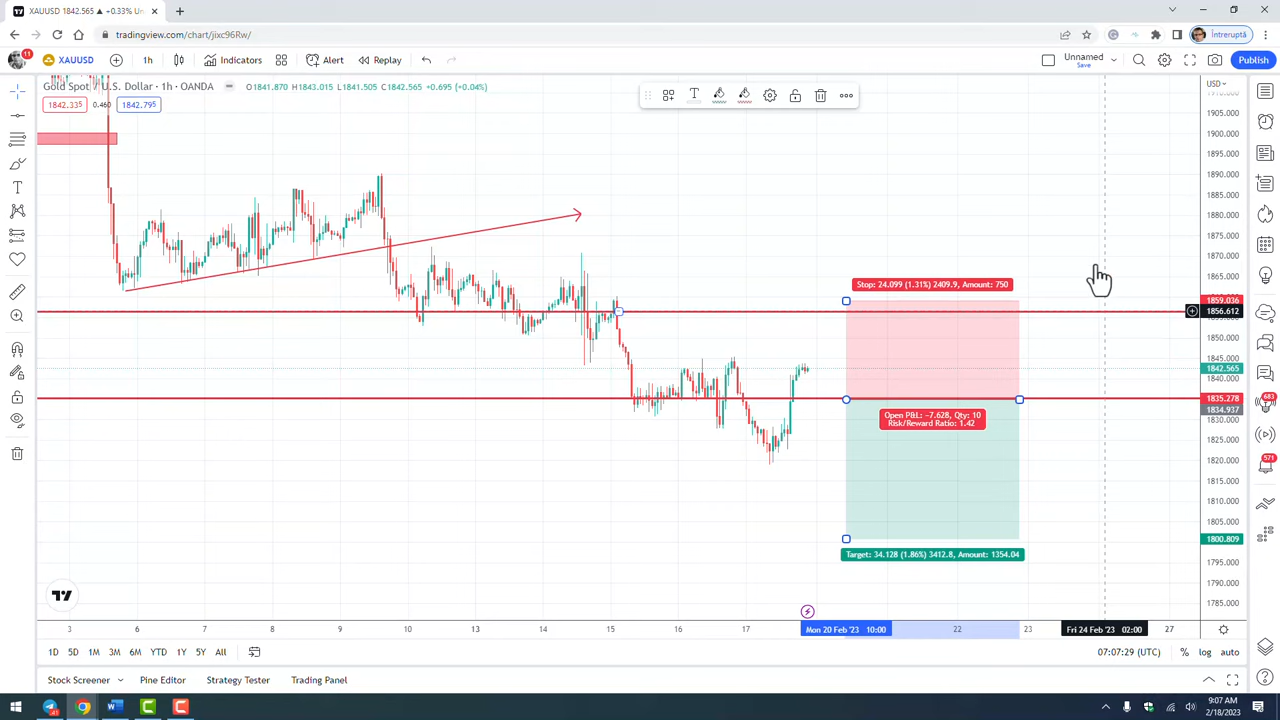 XAUUSD 1842.565 ▲ +0.33% Un
tradingview.com/chart/jixc96Rw/
Întreruptă
11
XAUUSD
1h
Indicators
Alert
Replay
Unnamed
Save
Publish
Gold Spot / U.S. Dollar · 1h · OANDA
O1841.870 H1843.015 L1841.505 C1842.565 +0.695 (+0.04%)
1842.335
0.460
1842.795
USD
1905.000
1900.000
1895.000
1890.000
1885.000
1880.000
1875.000
1870.000
1865.000
1859.036
1856.612
1850.000
1845.000
1842.565
1840.000
1835.278
1834.937
1830.000
1825.000
1820.000
1815.000
1810.000
1805.000
1800.809
1795.000
1790.000
1785.000
Stop: 24.099 (1.31%) 2409.9, Amount: 750
Open P&L: −7.628, Qty: 10
Risk/Reward Ratio: 1.42
Target: 34.128 (1.86%) 3412.8, Amount: 1354.04
683
571
3
6
7
8
9
10
13
14
15
16
17
Mon 20 Feb '23 10:00
22
23
Fri 24 Feb '23 02:00
27
1D 5D 1M 3M 6M YTD 1Y 5Y All
07:07:29 (UTC)
%
log
auto
Stock Screener
Pine Editor
Strategy Tester
Trading Panel
9:07 AM
2/18/2023